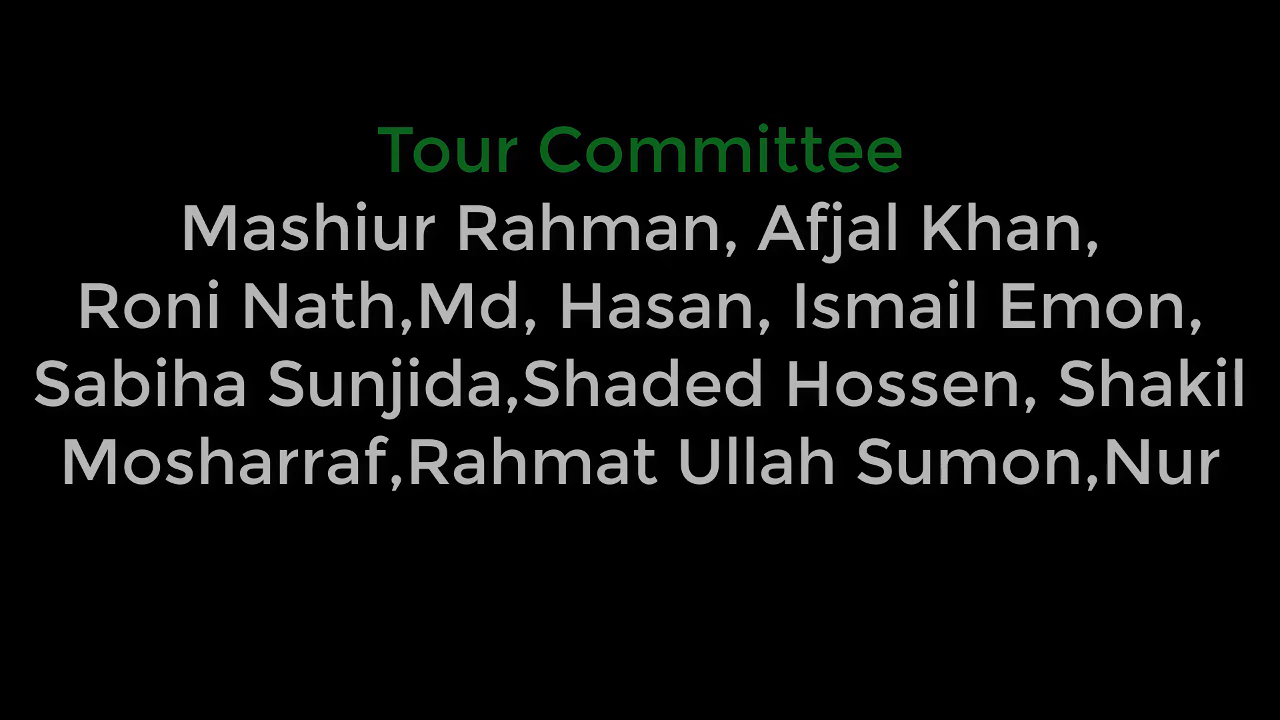 Tour Committee
Mashiur Rahman, Afjal Khan,
Roni Nath,Md, Hasan, Ismail Emon,
Sabiha Sunjida,Shaded Hossen, Shakil
Mosharraf,Rahmat Ullah Sumon,Nur